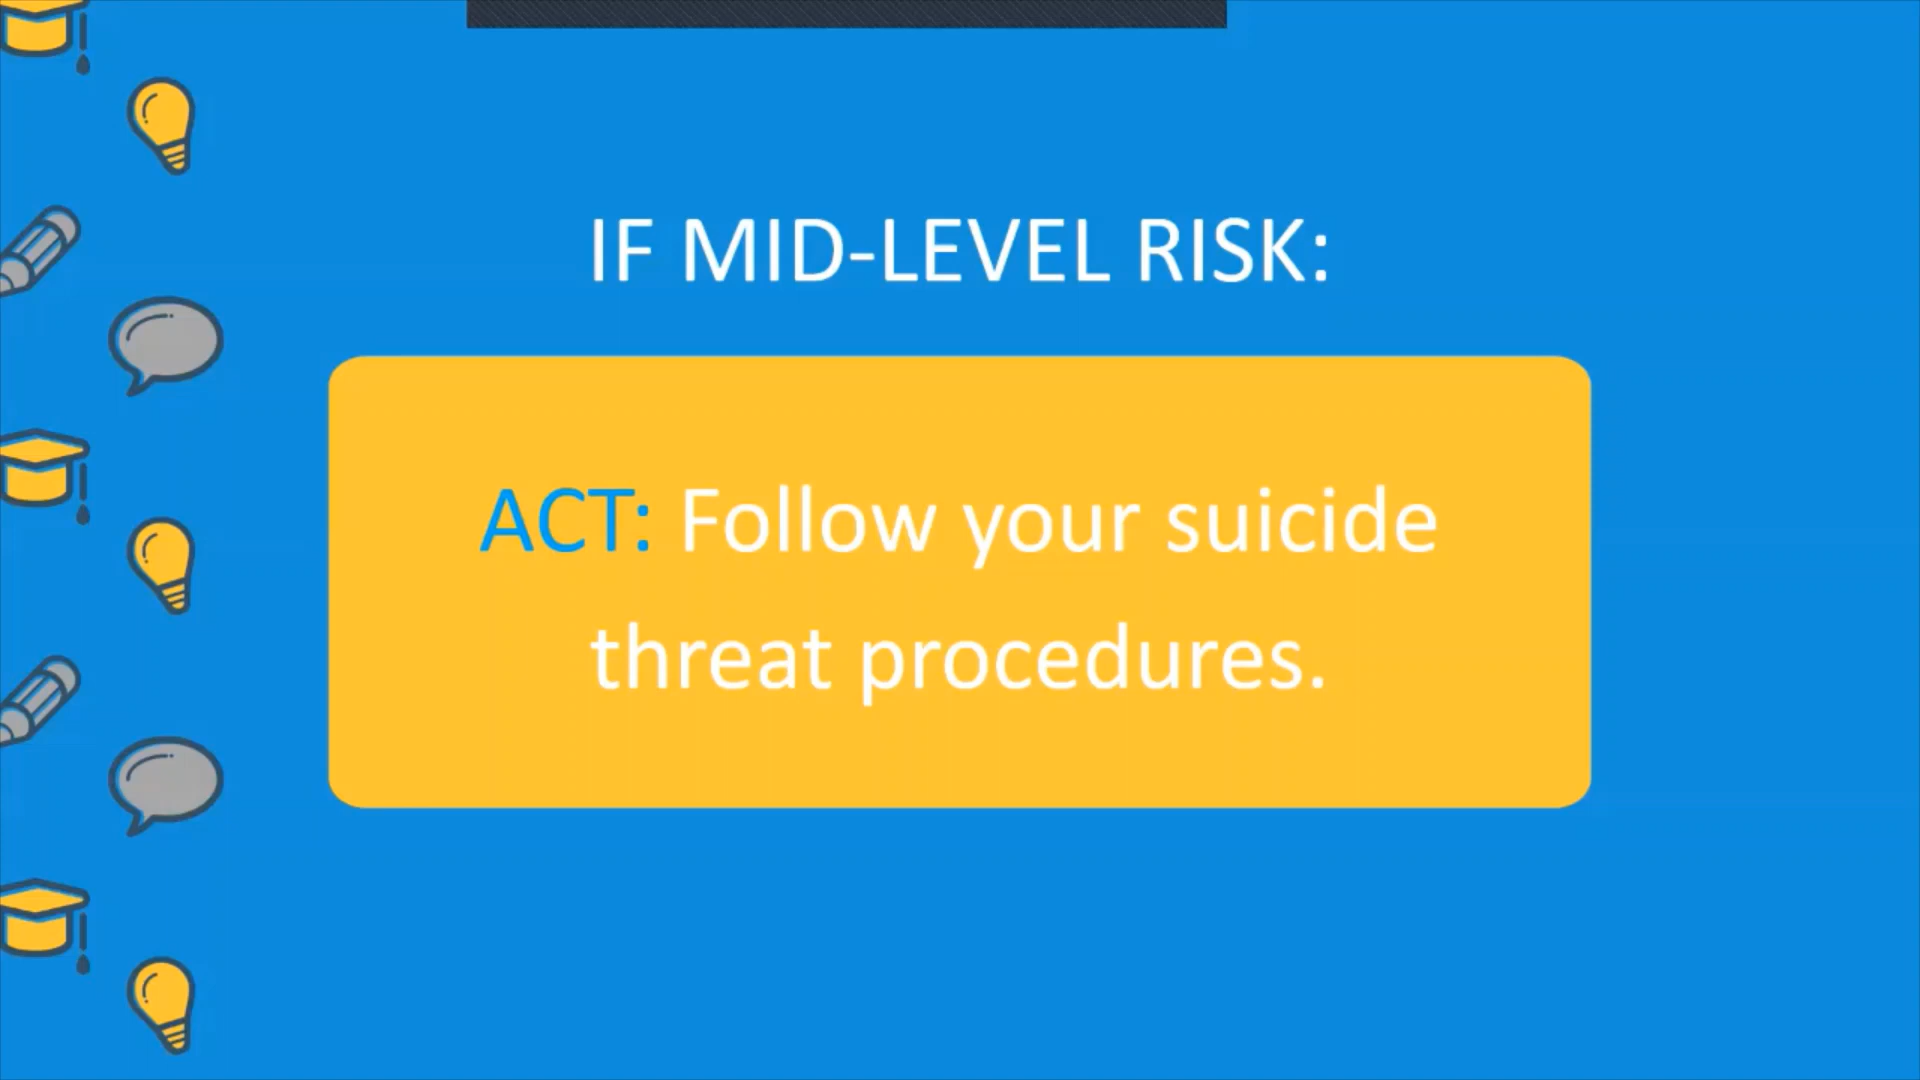 IF MID-LEVEL RISK:
ACT: Follow your suicide
threat procedures.